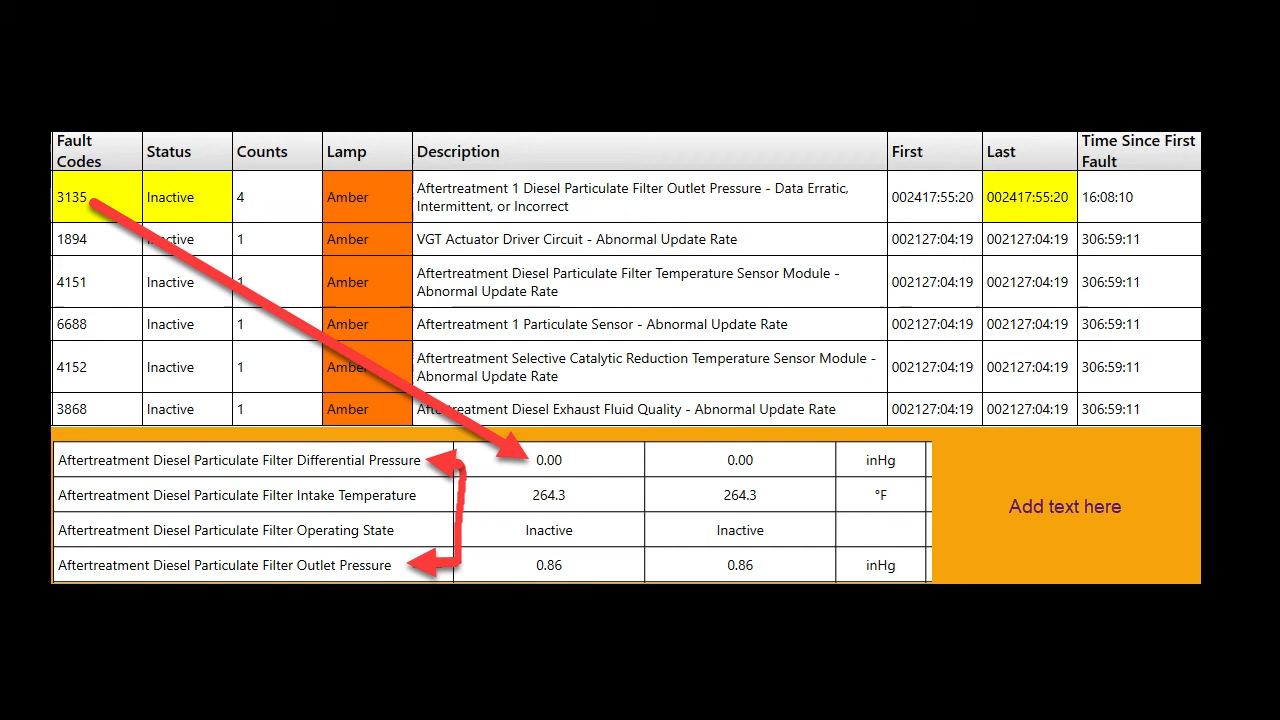 Fault Codes Status Counts Lamp Description First Last Time Since First Fault
3135 Inactive 4 Amber Aftertreatment 1 Diesel Particulate Filter Outlet Pressure - Data Erratic, Intermittent, or Incorrect 002417:55:20 002417:55:20 16:08:10
1894 Inactive 1 Amber VGT Actuator Driver Circuit - Abnormal Update Rate 002127:04:19 002127:04:19 306:59:11
4151 Inactive 1 Amber Aftertreatment Diesel Particulate Filter Temperature Sensor Module - Abnormal Update Rate 002127:04:19 002127:04:19 306:59:11
6688 Inactive 1 Amber Aftertreatment 1 Particulate Sensor - Abnormal Update Rate 002127:04:19 002127:04:19 306:59:11
4152 Inactive 1 Amber Aftertreatment Selective Catalytic Reduction Temperature Sensor Module - Abnormal Update Rate 002127:04:19 002127:04:19 306:59:11
3868 Inactive 1 Amber Aftertreatment Diesel Exhaust Fluid Quality - Abnormal Update Rate 002127:04:19 002127:04:19 306:59:11
Aftertreatment Diesel Particulate Filter Differential Pressure 0.00 0.00 inHg
Aftertreatment Diesel Particulate Filter Intake Temperature 264.3 264.3 °F
Aftertreatment Diesel Particulate Filter Operating State Inactive Inactive
Aftertreatment Diesel Particulate Filter Outlet Pressure 0.86 0.86 inHg
Add text here